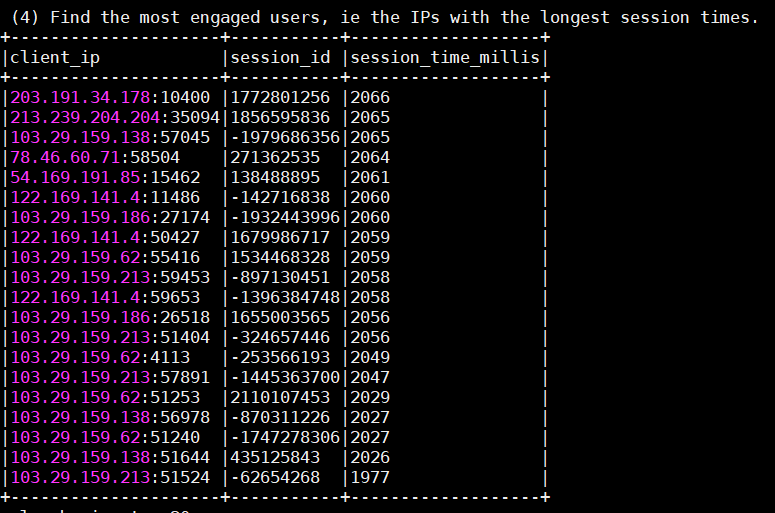 (4) Find the most engaged users, ie the IPs with the longest session times.
+---------------------+-----------+-------------------+
|client_ip            |session_id |session_time_millis|
+---------------------+-----------+-------------------+
|203.191.34.178:10400 |1772801256 |2066               |
|213.239.204.204:35094|1856595836 |2065               |
|103.29.159.138:57045 |-1979686356|2065               |
|78.46.60.71:58504    |271362535  |2064               |
|54.169.191.85:15462  |138488895  |2061               |
|122.169.141.4:11486  |-142716838 |2060               |
|103.29.159.186:27174 |-1932443996|2060               |
|122.169.141.4:50427  |1679986717 |2059               |
|103.29.159.62:55416  |1534468328 |2059               |
|103.29.159.213:59453 |-897130451 |2058               |
|122.169.141.4:59653  |-1396384748|2058               |
|103.29.159.186:26518 |1655003565 |2056               |
|103.29.159.213:51404 |-324657446 |2056               |
|103.29.159.62:4113   |-253566193 |2049               |
|103.29.159.213:57891 |-1445363700|2047               |
|103.29.159.62:51253  |2110107453 |2029               |
|103.29.159.138:56978 |-870311226 |2027               |
|103.29.159.62:51240  |-1747278306|2027               |
|103.29.159.138:51644 |435125843  |2026               |
|103.29.159.213:51524 |-62654268  |1977               |
+---------------------+-----------+-------------------+